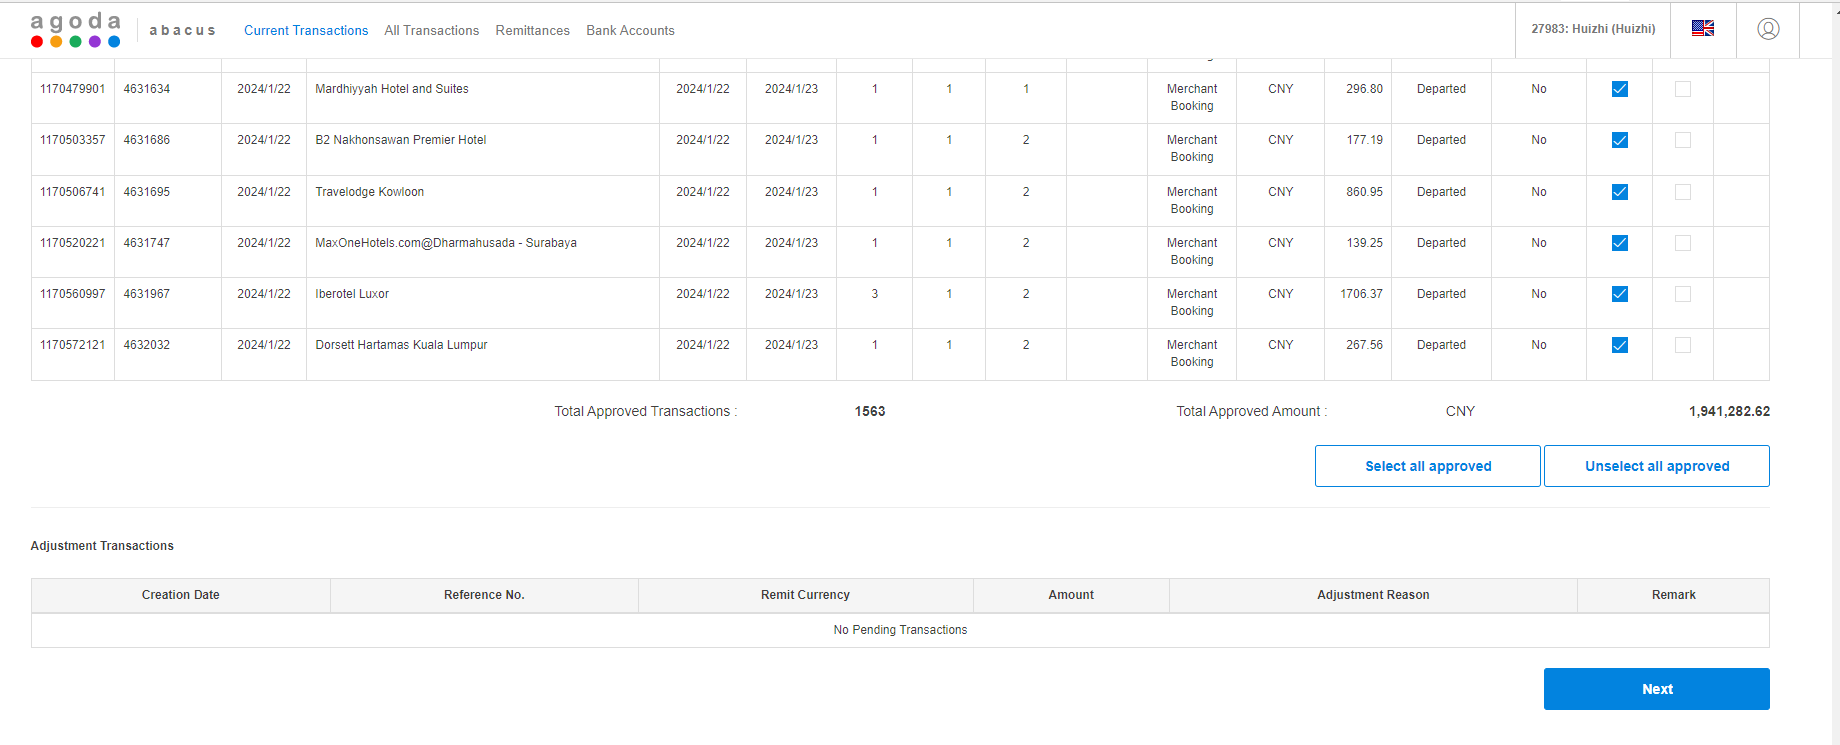 agoda abacus Current Transactions All Transactions Remittances Bank Accounts 27983: Huizhi (Huizhi)
1170479901 4631634 2024/1/22 Mardhiyyah Hotel and Suites 2024/1/22 2024/1/23 1 1 1 Merchant Booking CNY 296.80 Departed No
1170503357 4631686 2024/1/22 B2 Nakhonsawan Premier Hotel 2024/1/22 2024/1/23 1 1 2 Merchant Booking CNY 177.19 Departed No
1170506741 4631695 2024/1/22 Travelodge Kowloon 2024/1/22 2024/1/23 1 1 2 Merchant Booking CNY 860.95 Departed No
1170520221 4631747 2024/1/22 MaxOneHotels.com@Dharmahusada - Surabaya 2024/1/22 2024/1/23 1 1 2 Merchant Booking CNY 139.25 Departed No
1170560997 4631967 2024/1/22 Iberotel Luxor 2024/1/22 2024/1/23 3 1 2 Merchant Booking CNY 1706.37 Departed No
1170572121 4632032 2024/1/22 Dorsett Hartamas Kuala Lumpur 2024/1/22 2024/1/23 1 1 2 Merchant Booking CNY 267.56 Departed No
Total Approved Transactions : 1563 Total Approved Amount : CNY 1,941,282.62
Select all approved Unselect all approved
Adjustment Transactions
Creation Date Reference No. Remit Currency Amount Adjustment Reason Remark
No Pending Transactions
Next